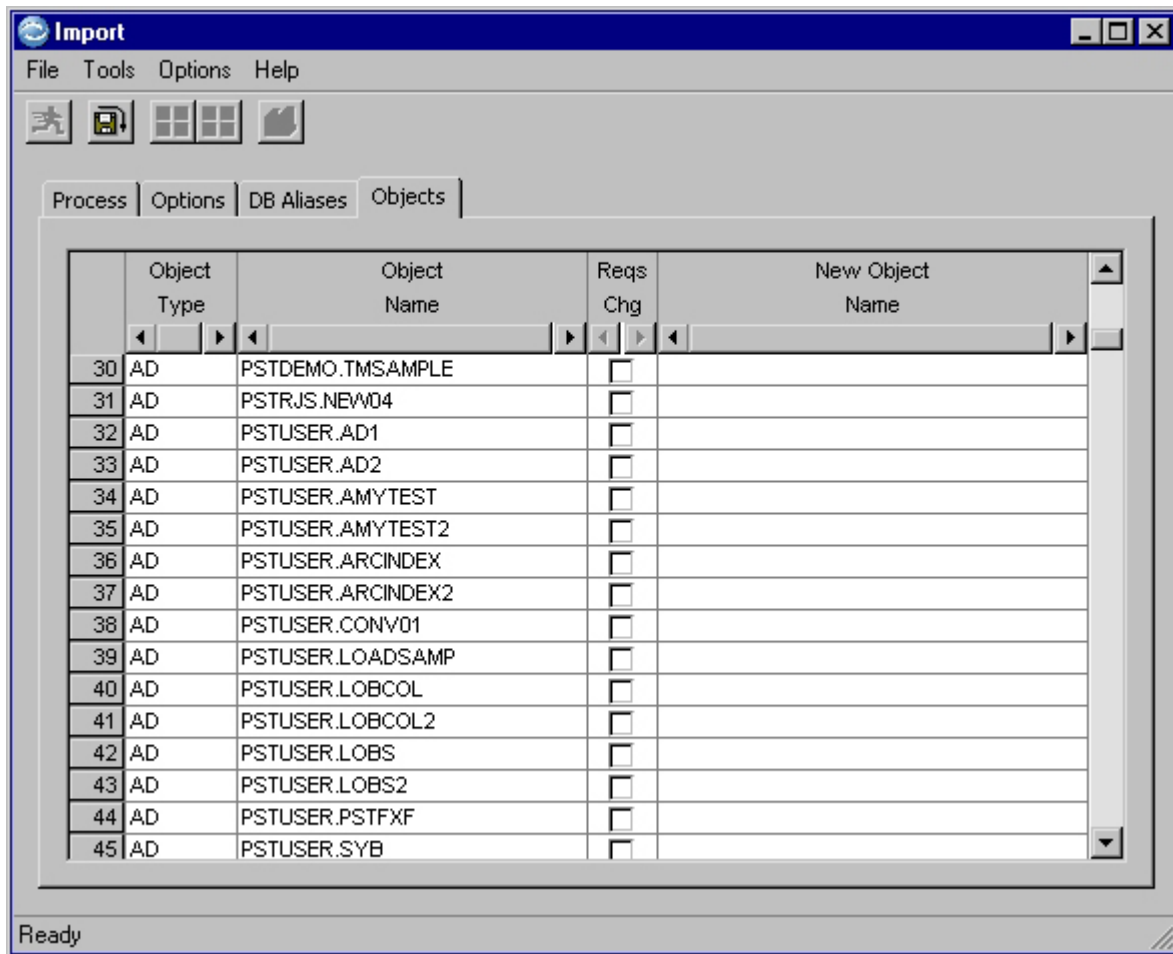 Import
File Tools Options Help
Process Options DB Aliases Objects
Object Type Object Name Reqs Chg New Object Name
30 AD PSTDEMO.TMSAMPLE
31 AD PSTRJS.NEW04
32 AD PSTUSER.AD1
33 AD PSTUSER.AD2
34 AD PSTUSER.AMYTEST
35 AD PSTUSER.AMYTEST2
36 AD PSTUSER.ARCINDEX
37 AD PSTUSER.ARCINDEX2
38 AD PSTUSER.CONV01
39 AD PSTUSER.LOADSAMP
40 AD PSTUSER.LOBCOL
41 AD PSTUSER.LOBCOL2
42 AD PSTUSER.LOBS
43 AD PSTUSER.LOBS2
44 AD PSTUSER.PSTFXF
45 AD PSTUSER.SYB
Ready